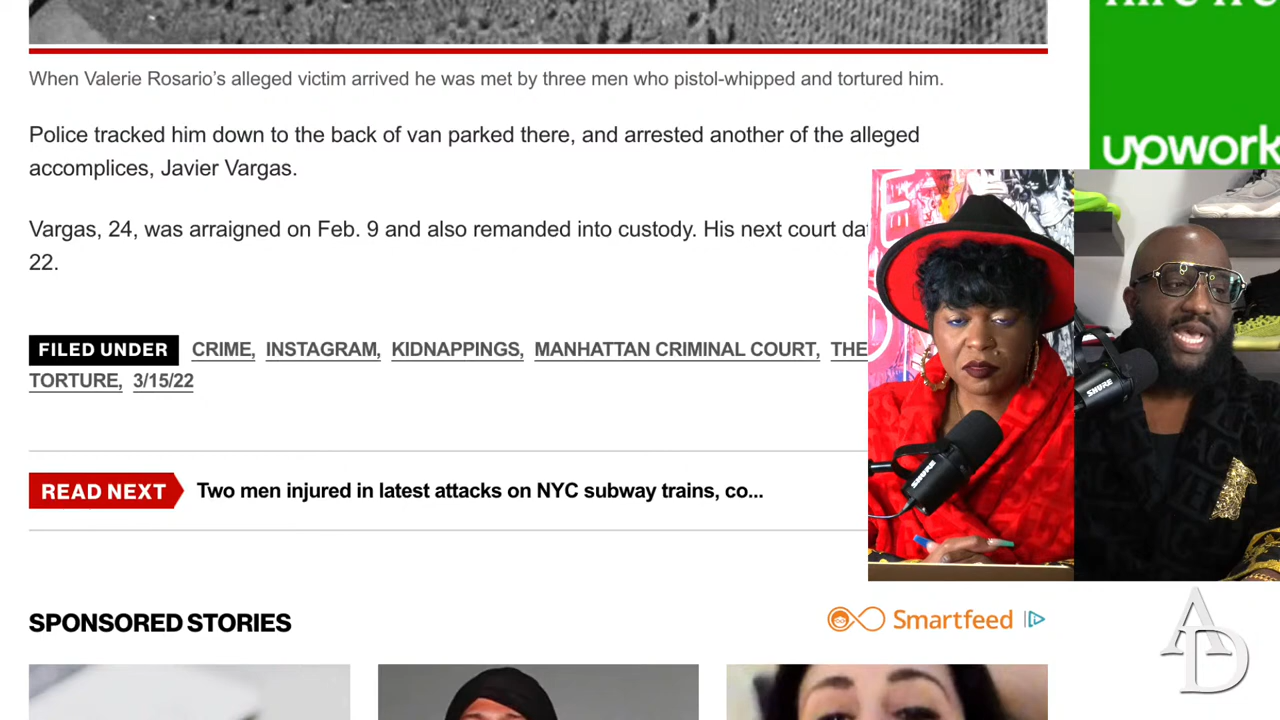 When Valerie Rosario's alleged victim arrived he was met by three men who pistol-whipped and tortured him.
Police tracked him down to the back of van parked there, and arrested another of the alleged
accomplices, Javier Vargas.
Vargas, 24, was arraigned on Feb. 9 and also remanded into custody. His next court
22.
upwork
FILED UNDER CRIME, INSTAGRAM, KIDNAPPINGS, MANHATTAN CRIMINAL COURT, THE
TORTURE, 3/15/22
READ NEXT Two men injured in latest attacks on NYC subway trains, co...
SHURE
SHURE
SPONSORED STORIES
Smartfeed
AD